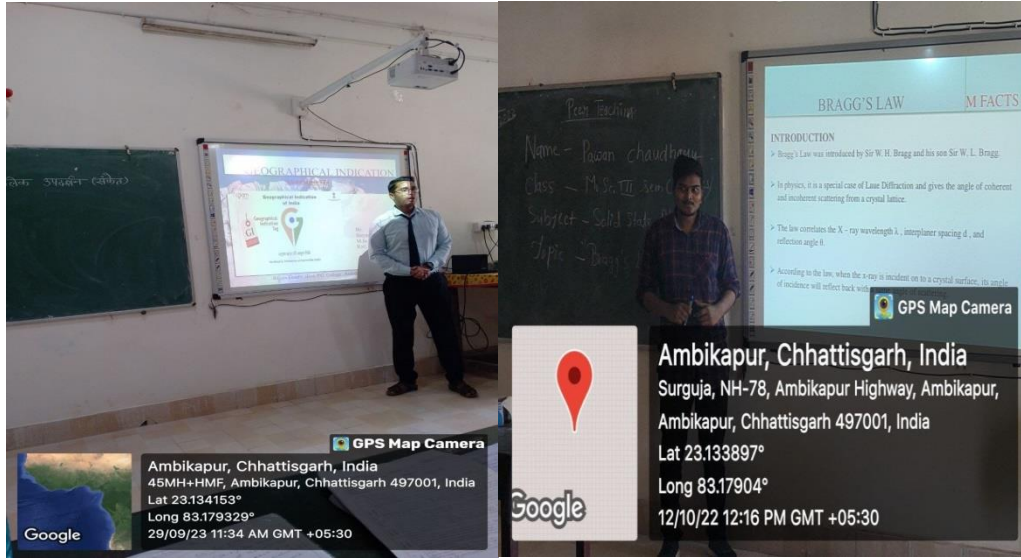 OGRAPHICAL INDICATION
Geographical Indication
of India
Geographical
Indication
Tag
GI
GPS Map Camera
Ambikapur, Chhattisgarh, India
45MH+HMF, Ambikapur, Chhattisgarh 497001, India
Lat 23.134153°
Long 83.179329°
29/09/23 11:34 AM GMT +05:30
Google
Peer Teaching
Name - Pawan Chaudhary
Class - M.Sc. III sem
Subject - Solid State
Topic - Bragg's
BRAGG'S LAW
M FACTS
INTRODUCTION
Bragg's Law was introduced by Sir W. H. Bragg and his son Sir W. L. Bragg.
In physics, it is a special case of Laue Diffraction and gives the angle of coherent
and incoherent scattering from a crystal lattice.
The law correlates the X - ray wavelength λ , interplaner spacing d , and
reflection angle θ.
According to the law, when the x-ray is incident on to a crystal surface, its angle
of incidence will reflect back with
GPS Map Camera
Ambikapur, Chhattisgarh, India
Surguja, NH-78, Ambikapur Highway, Ambikapur,
Ambikapur, Chhattisgarh 497001, India
Lat 23.133897°
Long 83.17904°
12/10/22 12:16 PM GMT +05:30
Google